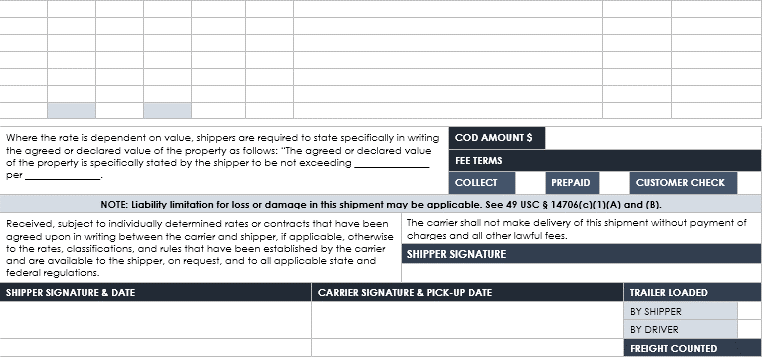 Where the rate is dependent on value, shippers are required to state specifically in writing
the agreed or declared value of the property as follows: "The agreed or declared value
of the property is specifically stated by the shipper to be not exceeding _______________
per _______________.
COD AMOUNT $
FEE TERMS
COLLECT
PREPAID
CUSTOMER CHECK
NOTE: Liability limitation for loss or damage in this shipment may be applicable. See 49 USC § 14706(c)(1)(A) and (B).
Received, subject to individually determined rates or contracts that have been
agreed upon in writing between the carrier and shipper, if applicable, otherwise
to the rates, classifications, and rules that have been established by the carrier
and are available to the shipper, on request, and to all applicable state and
federal regulations.
The carrier shall not make delivery of this shipment without payment of
charges and all other lawful fees.
SHIPPER SIGNATURE
SHIPPER SIGNATURE & DATE
CARRIER SIGNATURE & PICK-UP DATE
TRAILER LOADED
BY SHIPPER
BY DRIVER
FREIGHT COUNTED